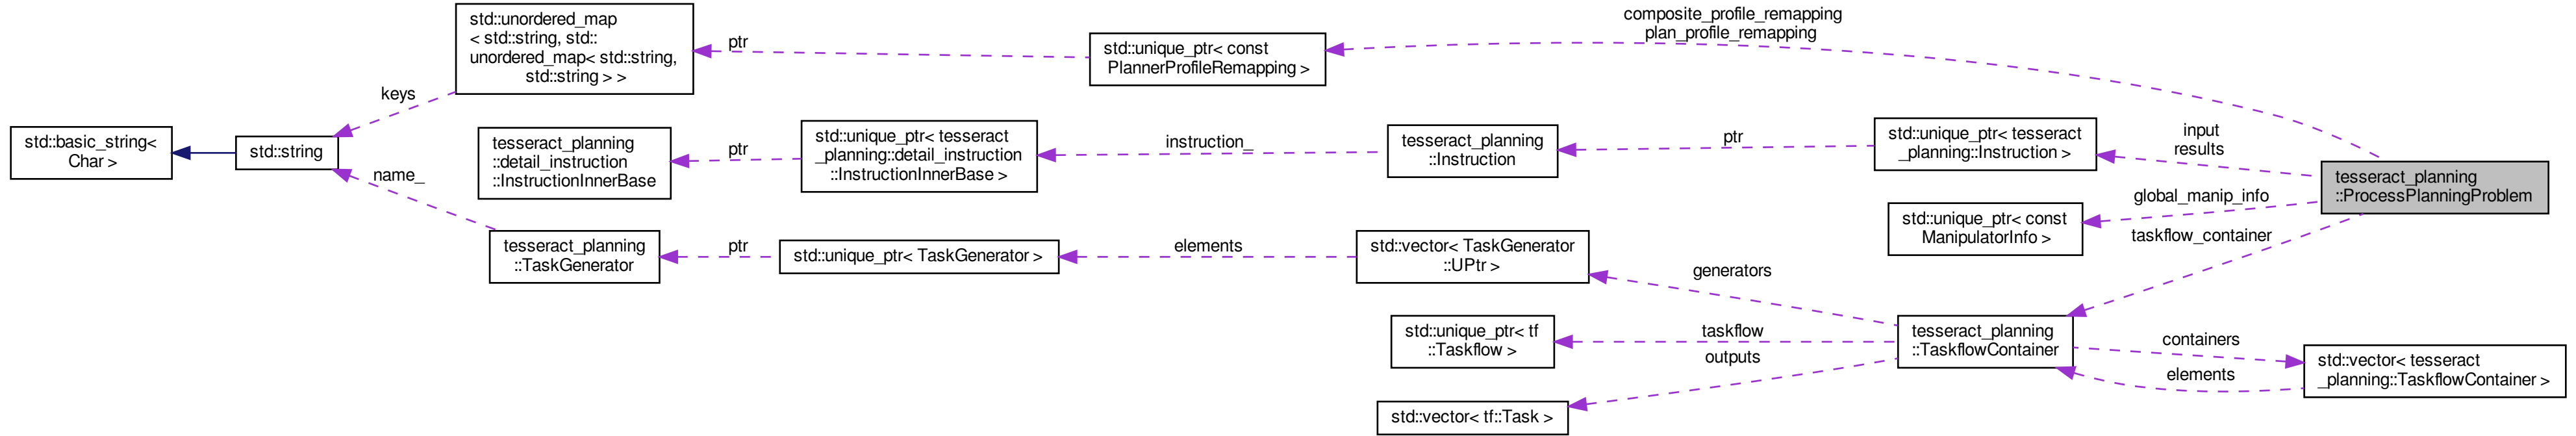 std::unordered_map
< std::string, std::
unordered_map< std::string,
std::string > >
ptr
std::unique_ptr< const
PlannerProfileRemapping >
composite_profile_remapping
plan_profile_remapping
keys
std::basic_string<
Char >
std::string
name_
tesseract_planning
::detail_instruction
::InstructionInnerBase
ptr
std::unique_ptr< tesseract
_planning::detail_instruction
::InstructionInnerBase >
instruction_
tesseract_planning
::Instruction
ptr
std::unique_ptr< tesseract
_planning::Instruction >
input
results
tesseract_planning
::ProcessPlanningProblem
global_manip_info
std::unique_ptr< const
ManipulatorInfo >
taskflow_container
tesseract_planning
::TaskGenerator
ptr
std::unique_ptr< TaskGenerator >
elements
std::vector< TaskGenerator
::UPtr >
generators
std::unique_ptr< tf
::Taskflow >
taskflow
outputs
tesseract_planning
::TaskflowContainer
containers
elements
std::vector< tesseract
_planning::TaskflowContainer >
std::vector< tf::Task >